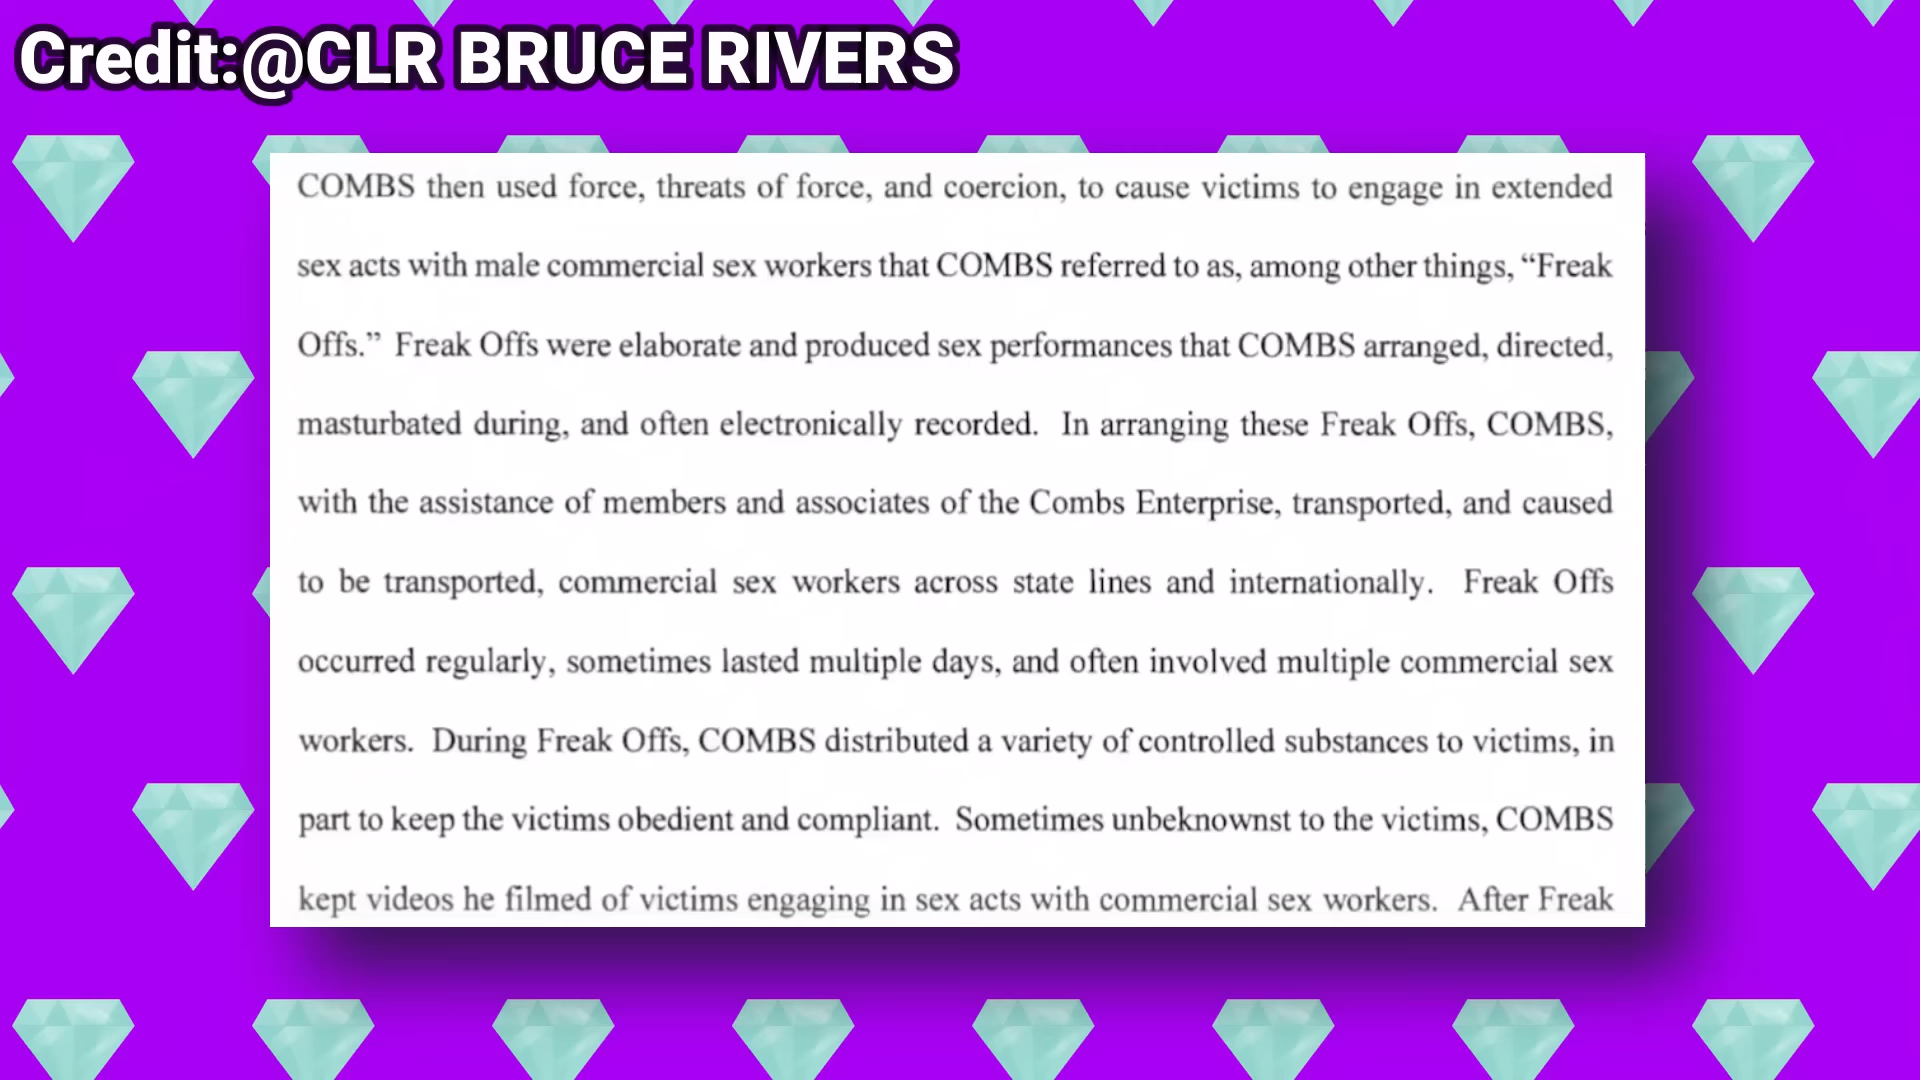 Credit:@CLR BRUCE RIVERS
COMBS then used force, threats of force, and coercion, to cause victims to engage in extended
sex acts with male commercial sex workers that COMBS referred to as, among other things, “Freak
Offs.” Freak Offs were elaborate and produced sex performances that COMBS arranged, directed,
masturbated during, and often electronically recorded. In arranging these Freak Offs, COMBS,
with the assistance of members and associates of the Combs Enterprise, transported, and caused
to be transported, commercial sex workers across state lines and internationally. Freak Offs
occurred regularly, sometimes lasted multiple days, and often involved multiple commercial sex
workers. During Freak Offs, COMBS distributed a variety of controlled substances to victims, in
part to keep the victims obedient and compliant. Sometimes unbeknownst to the victims, COMBS
kept videos he filmed of victims engaging in sex acts with commercial sex workers. After Freak